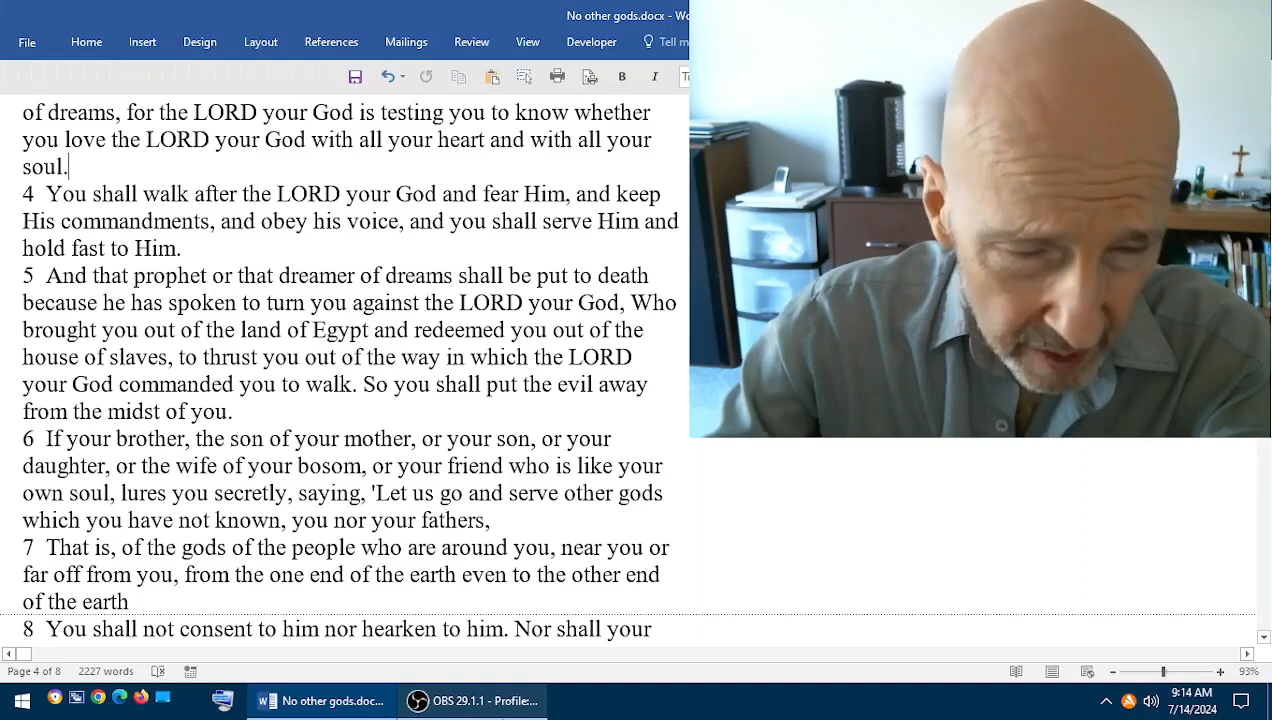 No other gods.docx - Wo
File Home Insert Design Layout References Mailings Review View Developer Tell m
of dreams, for the LORD your God is testing you to know whether
you love the LORD your God with all your heart and with all your
soul.
4 You shall walk after the LORD your God and fear Him, and keep
His commandments, and obey his voice, and you shall serve Him and
hold fast to Him.
5 And that prophet or that dreamer of dreams shall be put to death
because he has spoken to turn you against the LORD your God, Who
brought you out of the land of Egypt and redeemed you out of the
house of slaves, to thrust you out of the way in which the LORD
your God commanded you to walk. So you shall put the evil away
from the midst of you.
6 If your brother, the son of your mother, or your son, or your
daughter, or the wife of your bosom, or your friend who is like your
own soul, lures you secretly, saying, 'Let us go and serve other gods
which you have not known, you nor your fathers,
7 That is, of the gods of the people who are around you, near you or
far off from you, from the one end of the earth even to the other end
of the earth
8 You shall not consent to him nor hearken to him. Nor shall your
Page 4 of 8 2227 words 93%
No other gods.doc... OBS 29.1.1 - Profile:... 9:14 AM
7/14/2024